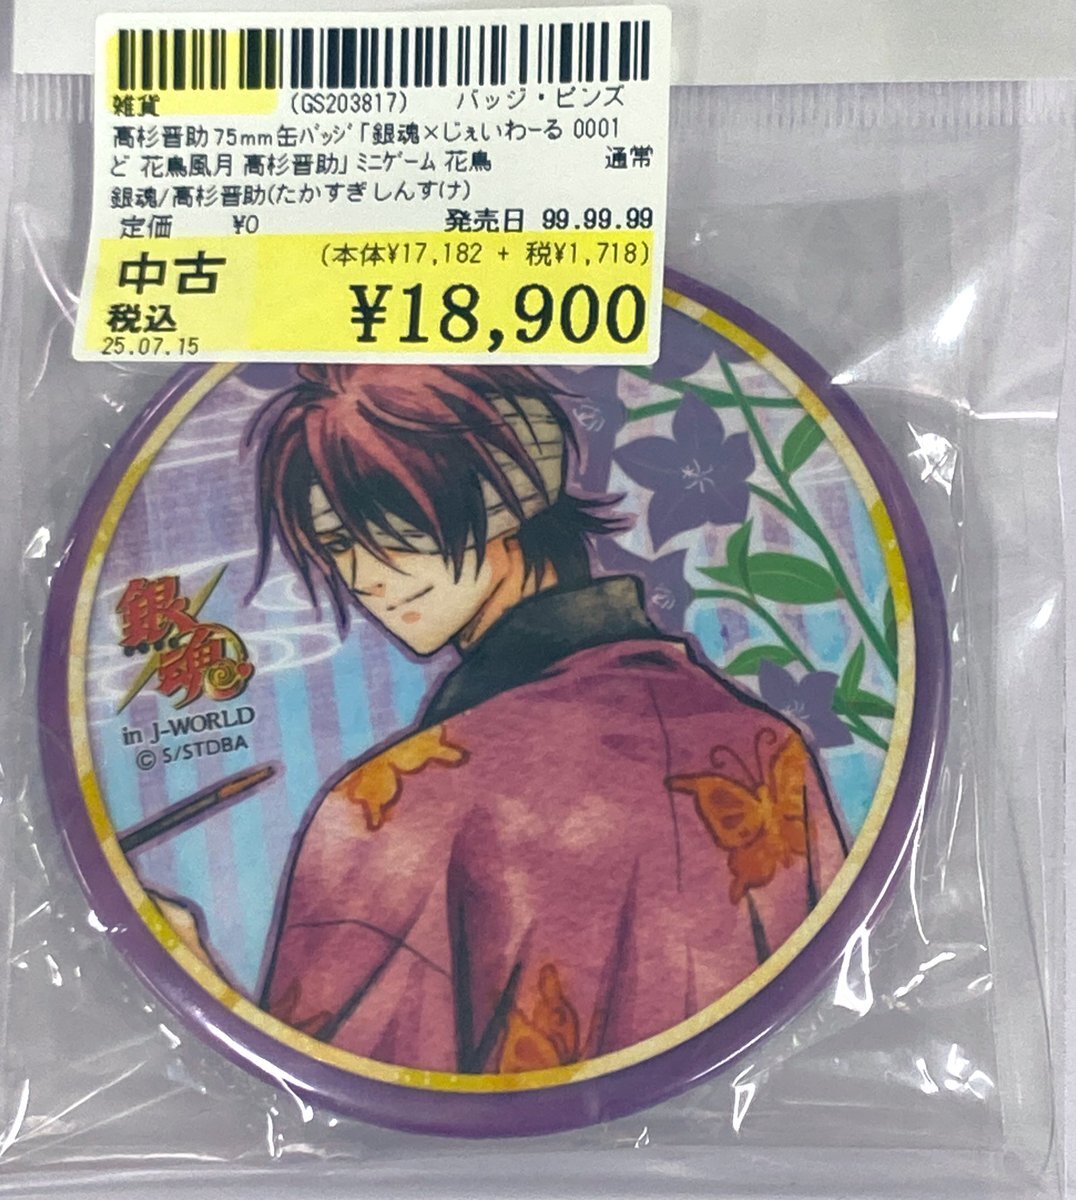 雑貨 (GS203817) バッジ・ピンズ
高杉晋助 75mm缶ﾊﾞｯｼﾞ「銀魂×じぇいわーる 0001
ど 花鳥風月 高杉晋助」ﾐﾆｹﾞｰﾑ 花鳥 通常
銀魂/高杉晋助(たかすぎしんすけ)
定価 ¥0 発売日 99.99.99
(本体¥17,182 + 税¥1,718)
中古
税込 ¥18,900
25.07.15
銀魂
in J-WORLD
© S/STDBA